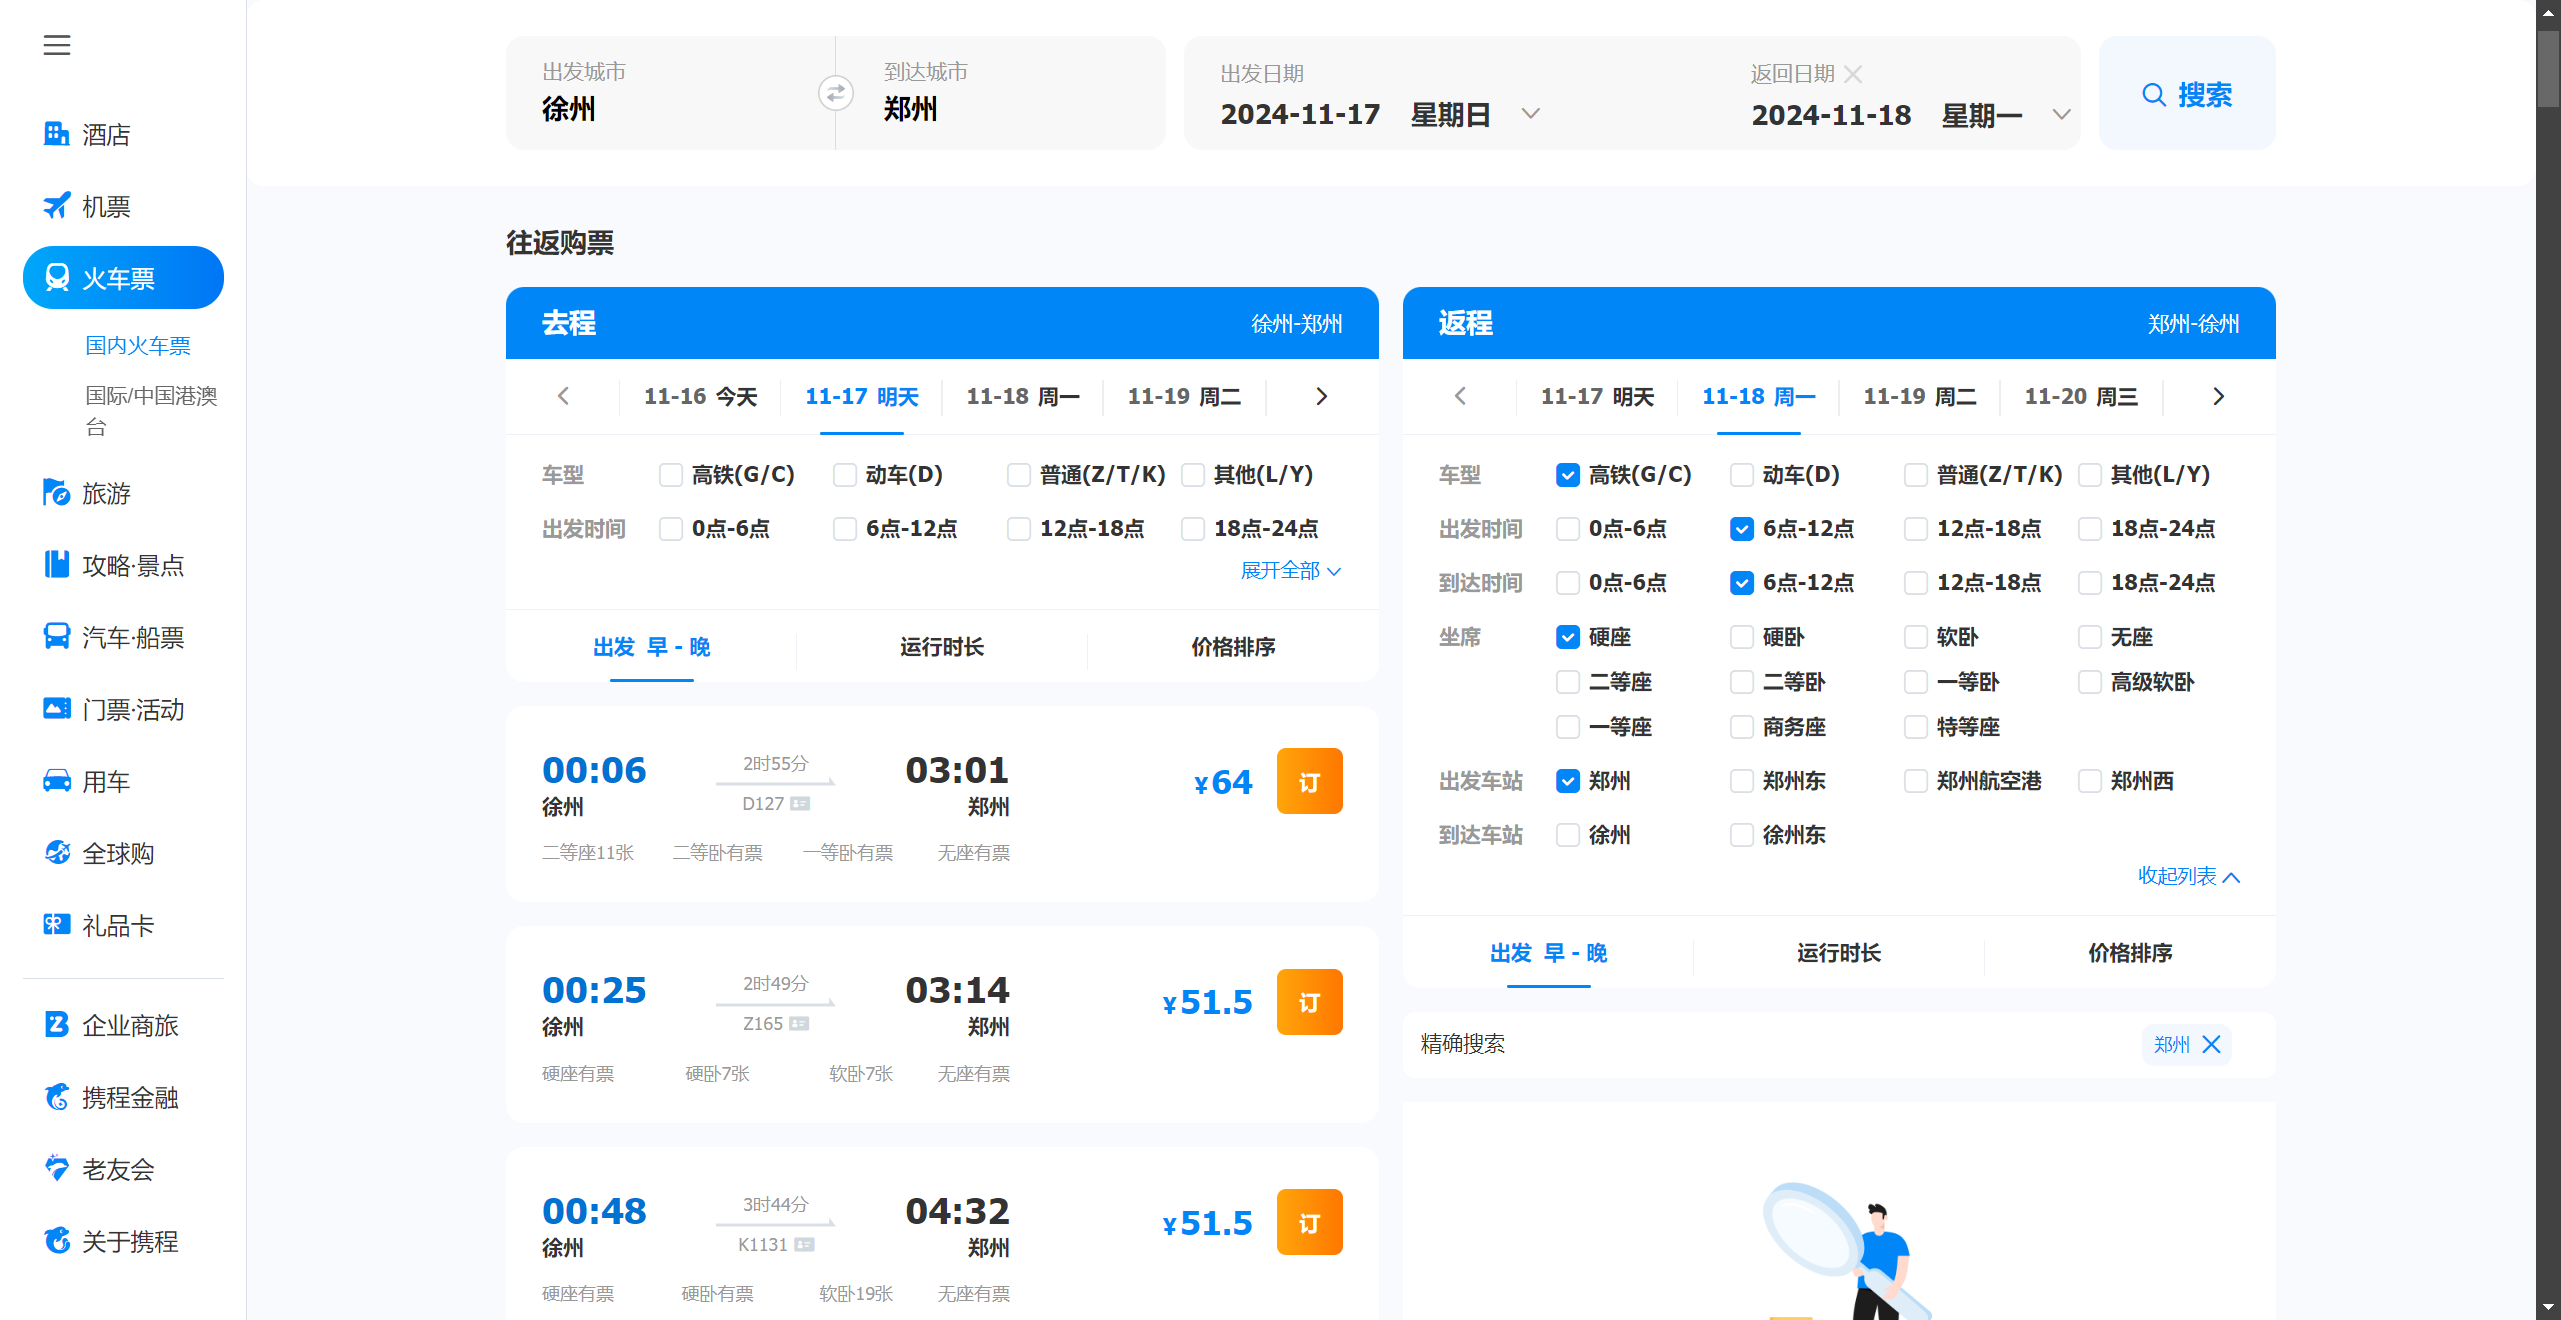 酒店
机票
火车票
国内火车票
国际/中国港澳
台
旅游
攻略·景点
汽车·船票
门票·活动
用车
全球购
礼品卡
企业商旅
携程金融
老友会
关于携程
出发城市
徐州
到达城市
郑州
出发日期
2024-11-17 星期日
返回日期
2024-11-18 星期一
搜索
往返购票
去程 徐州-郑州
11-16 今天 11-17 明天 11-18 周一 11-19 周二
车型 高铁(G/C) 动车(D) 普通(Z/T/K) 其他(L/Y)
出发时间 0点-6点 6点-12点 12点-18点 18点-24点
展开全部
出发 早 - 晚 运行时长 价格排序
00:06 2时55分 03:01 ¥64 订
徐州 D127 郑州
二等座11张 二等卧有票 一等卧有票 无座有票
00:25 2时49分 03:14 ¥51.5 订
徐州 Z165 郑州
硬座有票 硬卧7张 软卧7张 无座有票
00:48 3时44分 04:32 ¥51.5 订
徐州 K1131 郑州
硬座有票 硬卧有票 软卧19张 无座有票
返程 郑州-徐州
11-17 明天 11-18 周一 11-19 周二 11-20 周三
车型 高铁(G/C) 动车(D) 普通(Z/T/K) 其他(L/Y)
出发时间 0点-6点 6点-12点 12点-18点 18点-24点
到达时间 0点-6点 6点-12点 12点-18点 18点-24点
坐席 硬座 硬卧 软卧 无座
二等座 二等卧 一等卧 高级软卧
一等座 商务座 特等座
出发车站 郑州 郑州东 郑州航空港 郑州西
到达车站 徐州 徐州东
收起列表
出发 早 - 晚 运行时长 价格排序
精确搜索 郑州